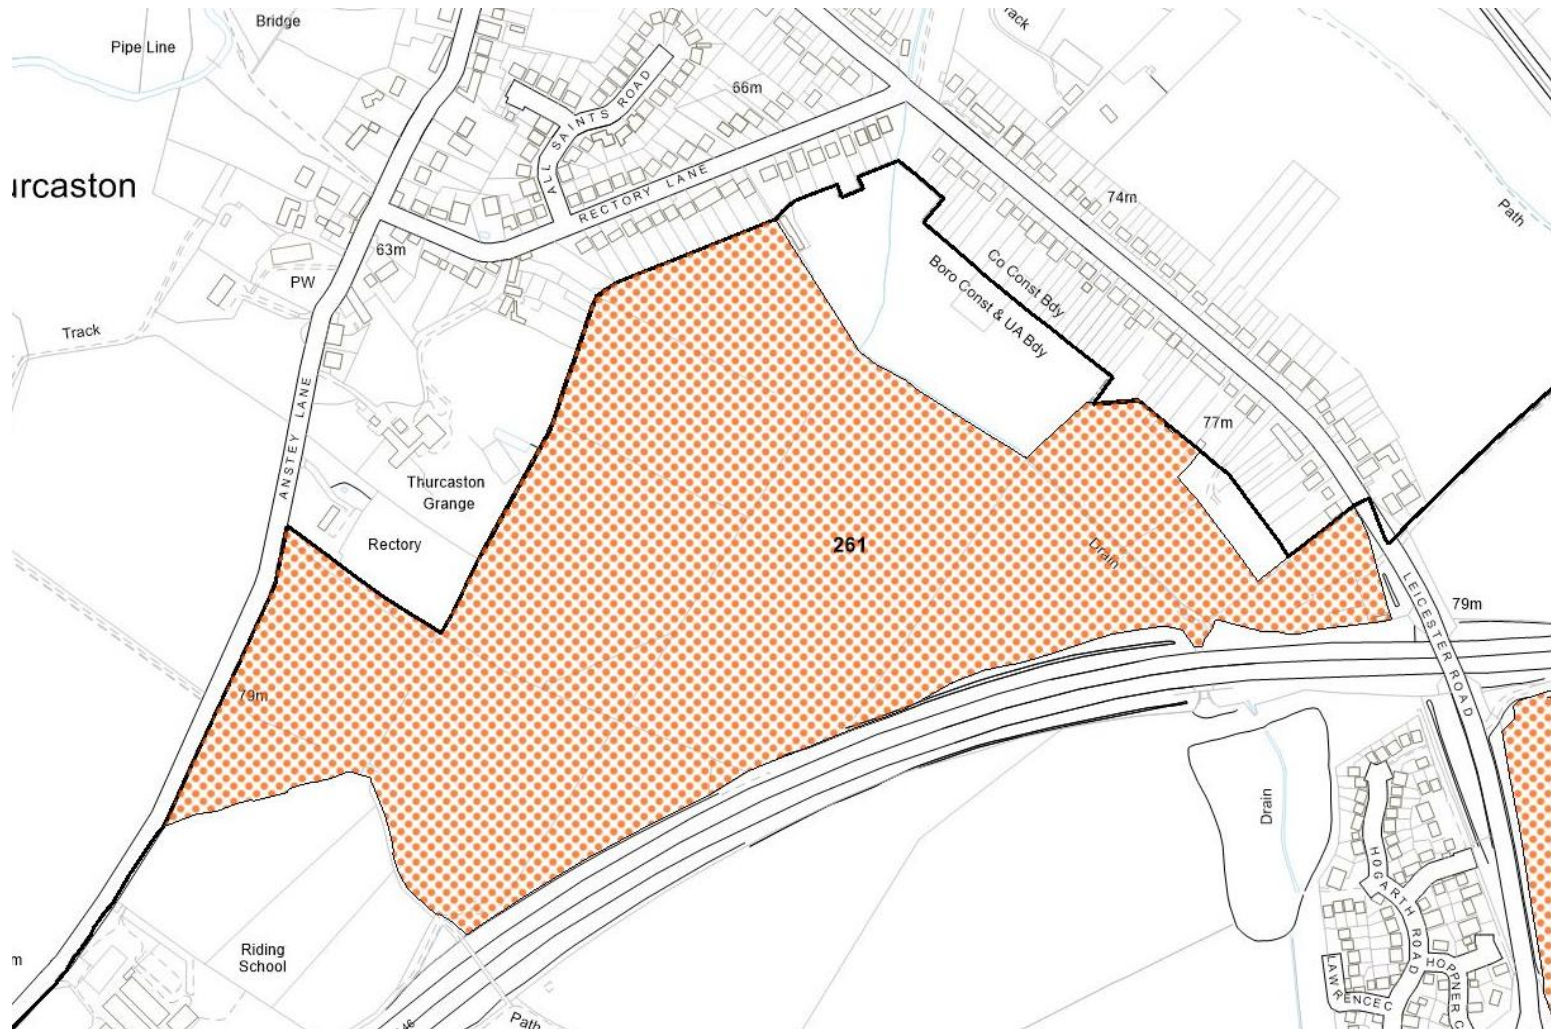 Bridge
Pipe Line
66m
ALL SAINTS ROAD
RECTORY LANE
urcaston
74m
Path
63m
PW
Co Const Bdy
Boro Const & UA Bdy
Track
ANSTEY LANE
77m
Thurcaston
Grange
Rectory
261
Drain
LEICESTER ROAD
79m
79m
Drain
HOGARTH ROAD
HOPPNER C
LAWRENCE C
Riding
School
m
Path
46